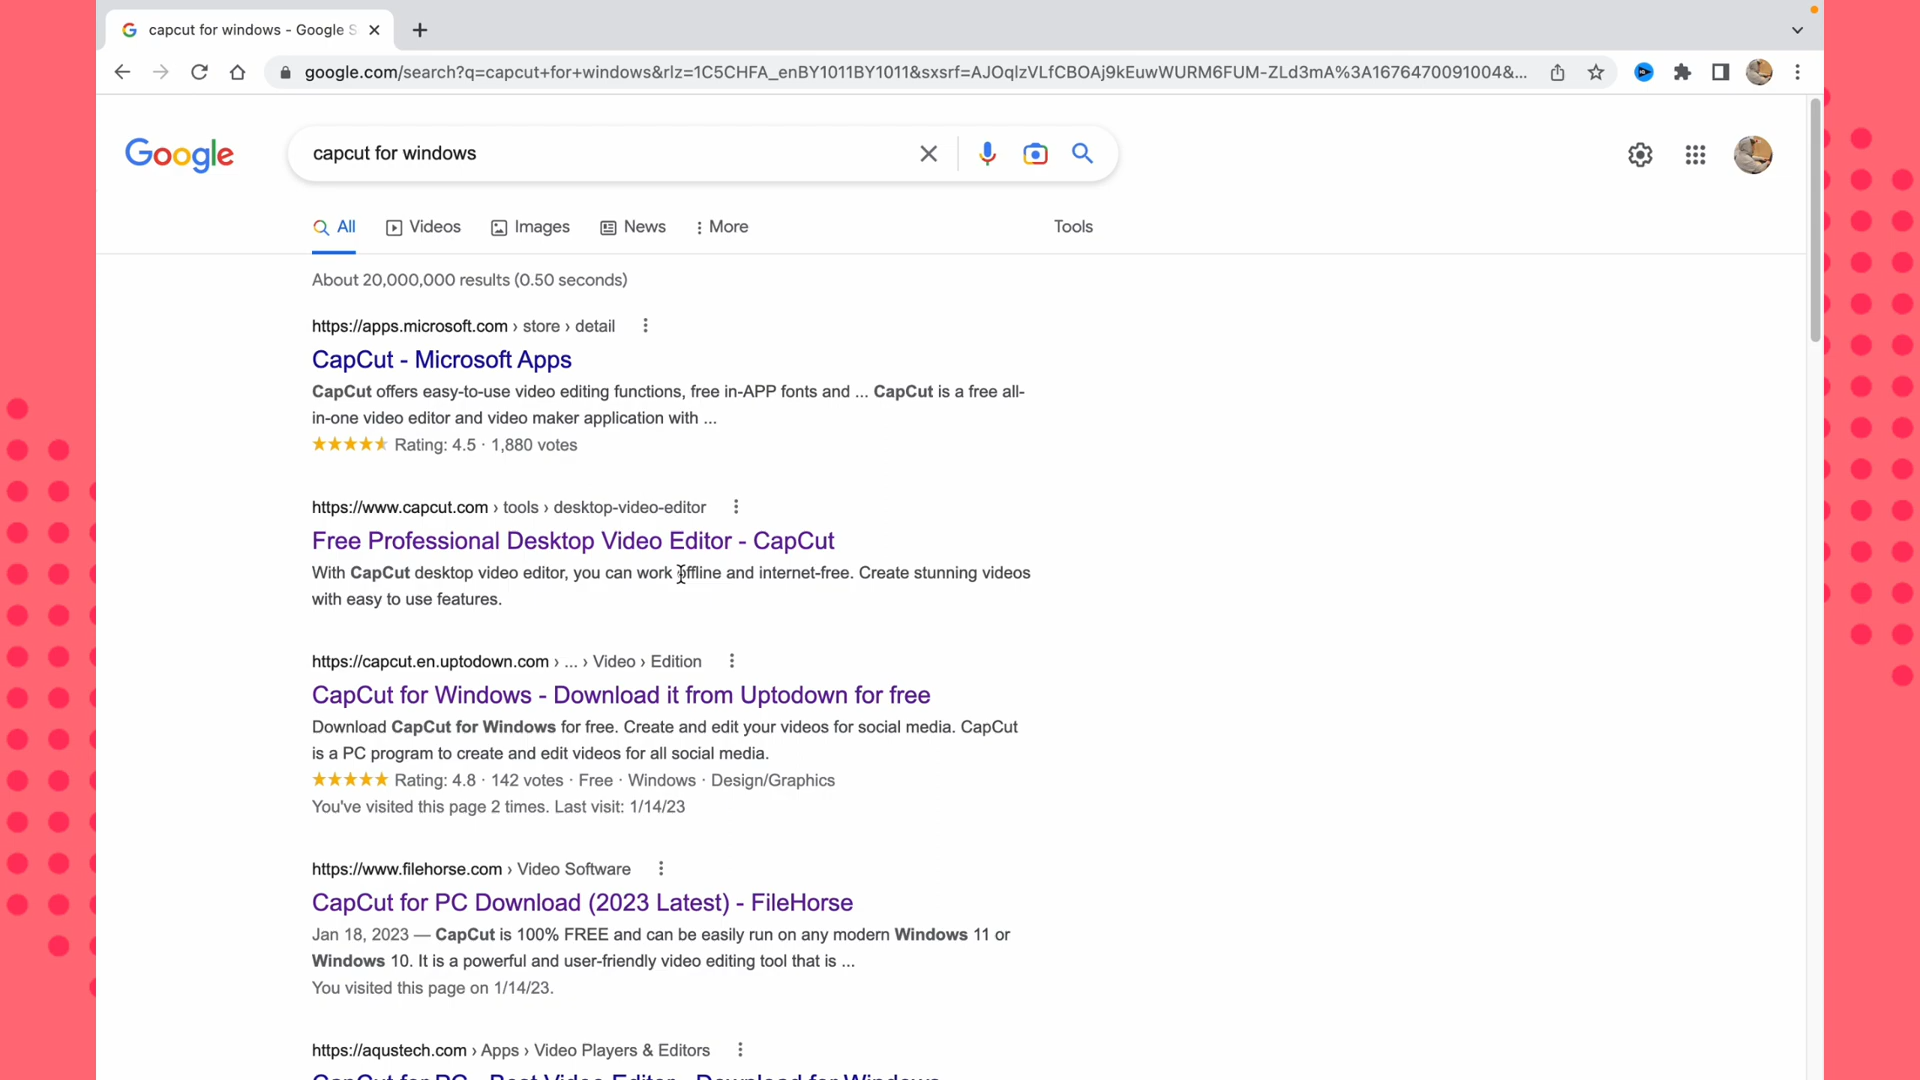 capcut for windows - Google S
google.com/search?q=capcut+for+windows&rlz=1C5CHFA_enBY1011BY1011&sxsrf=AJOqlzVLfCBOAj9kEuwWURM6FUM-ZLd3mA%3A1676470091004&...
Google
capcut for windows
All Videos Images News More Tools
About 20,000,000 results (0.50 seconds)
https://apps.microsoft.com › store › detail
CapCut - Microsoft Apps
CapCut offers easy-to-use video editing functions, free in-APP fonts and ... CapCut is a free all-
in-one video editor and video maker application with ...
Rating: 4.5 · 1,880 votes
https://www.capcut.com › tools › desktop-video-editor
Free Professional Desktop Video Editor - CapCut
With CapCut desktop video editor, you can work offline and internet-free. Create stunning videos
with easy to use features.
https://capcut.en.uptodown.com › ... › Video › Edition
CapCut for Windows - Download it from Uptodown for free
Download CapCut for Windows for free. Create and edit your videos for social media. CapCut
is a PC program to create and edit videos for all social media.
Rating: 4.8 · 142 votes · Free · Windows · Design/Graphics
You've visited this page 2 times. Last visit: 1/14/23
https://www.filehorse.com › Video Software
CapCut for PC Download (2023 Latest) - FileHorse
Jan 18, 2023 — CapCut is 100% FREE and can be easily run on any modern Windows 11 or
Windows 10. It is a powerful and user-friendly video editing tool that is ...
You visited this page on 1/14/23.
https://aqustech.com › Apps › Video Players & Editors
CapCut for PC - Best Video Editor - Download for Windows